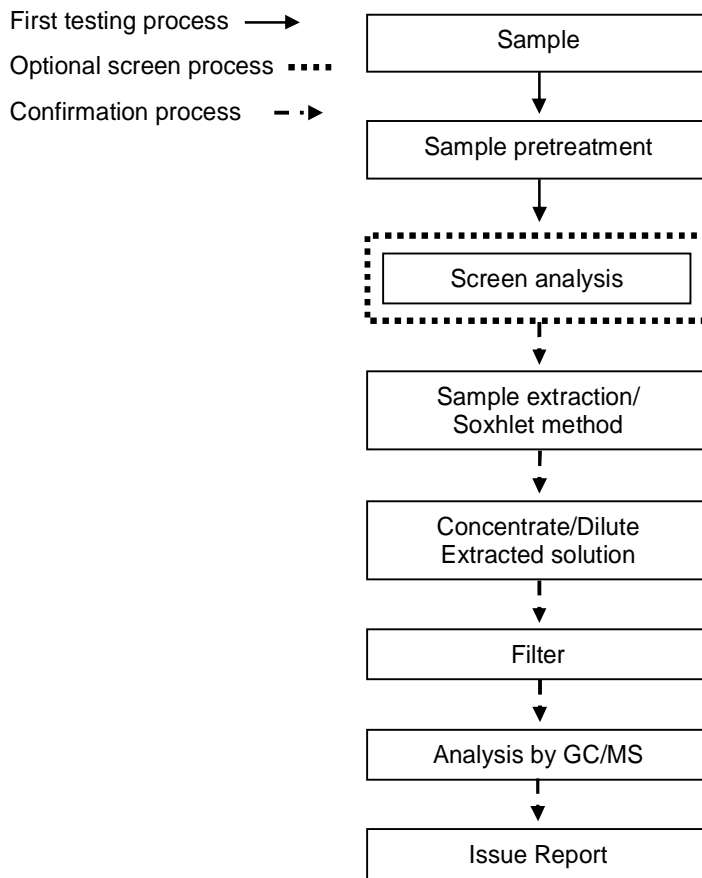 First testing process
Optional screen process
Confirmation process
Sample
Sample pretreatment
Screen analysis
Sample extraction/
Soxhlet method
Concentrate/Dilute
Extracted solution
Filter
Analysis by GC/MS
Issue Report